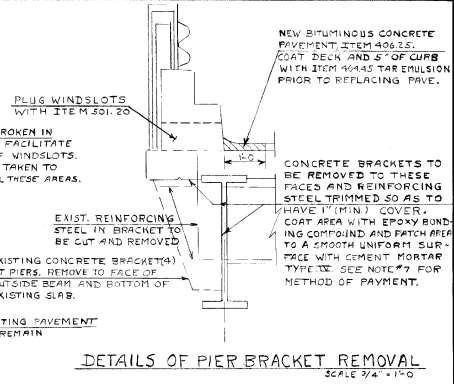 NEW BITUMINOUS CONCRETE
PAVEMENT, ITEM 406.25.
COAT DECK AND 5" OF CURB
WITH ITEM 404.45 TAR EMULSION
PRIOR TO REPLACING PAVE.
PLUG WINDSLOTS
WITH ITEM 501.20
ROKEN IN
FACILITATE
F WINDSLOTS.
TAKEN TO
THESE AREAS.
1'-0
CONCRETE BRACKETS TO
BE REMOVED TO THESE
FACES AND REINFORCING
STEEL TRIMMED SO AS TO
HAVE 1" (MIN.) COVER.
COAT AREA WITH EPOXY BOND-
ING COMPOUND AND PATCH AREA
TO A SMOOTH UNIFORM SUR-
FACE WITH CEMENT MORTAR
TYPE IV. SEE NOTE #7 FOR
METHOD OF PAYMENT.
EXIST. REINFORCING
STEEL IN BRACKET TO
BE CUT AND REMOVED
XISTING CONCRETE BRACKET(4)
T PIERS. REMOVE TO FACE OF
UTSIDE BEAM AND BOTTOM OF
XISTING SLAB.
TING PAVEMENT
REMAIN
DETAILS OF PIER BRACKET REMOVAL
SCALE 3/4" = 1'-0